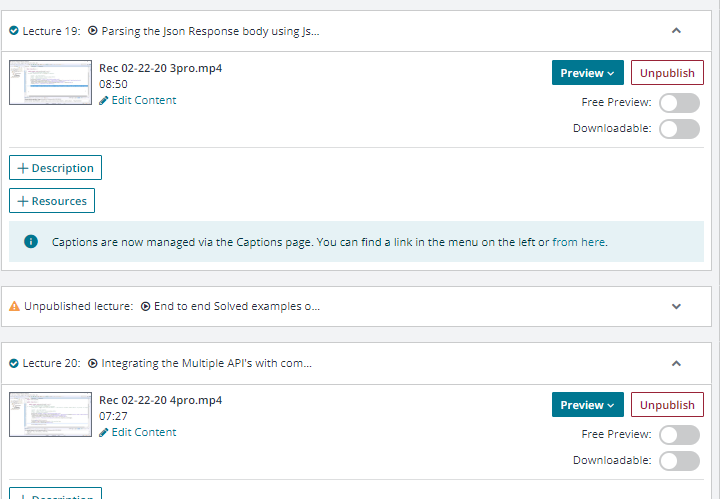 Lecture 19: Parsing the Json Response body using Js...
Rec 02-22-20 3pro.mp4
Preview
Unpublish
08:50
Edit Content
Free Preview:
Downloadable:
+ Description
+ Resources
Captions are now managed via the Captions page. You can find a link in the menu on the left or from here.
Unpublished lecture: End to end Solved examples o...
Lecture 20: Integrating the Multiple API's with com...
Rec 02-22-20 4pro.mp4
Preview
Unpublish
07:27
Edit Content
Free Preview:
Downloadable:
+ Description